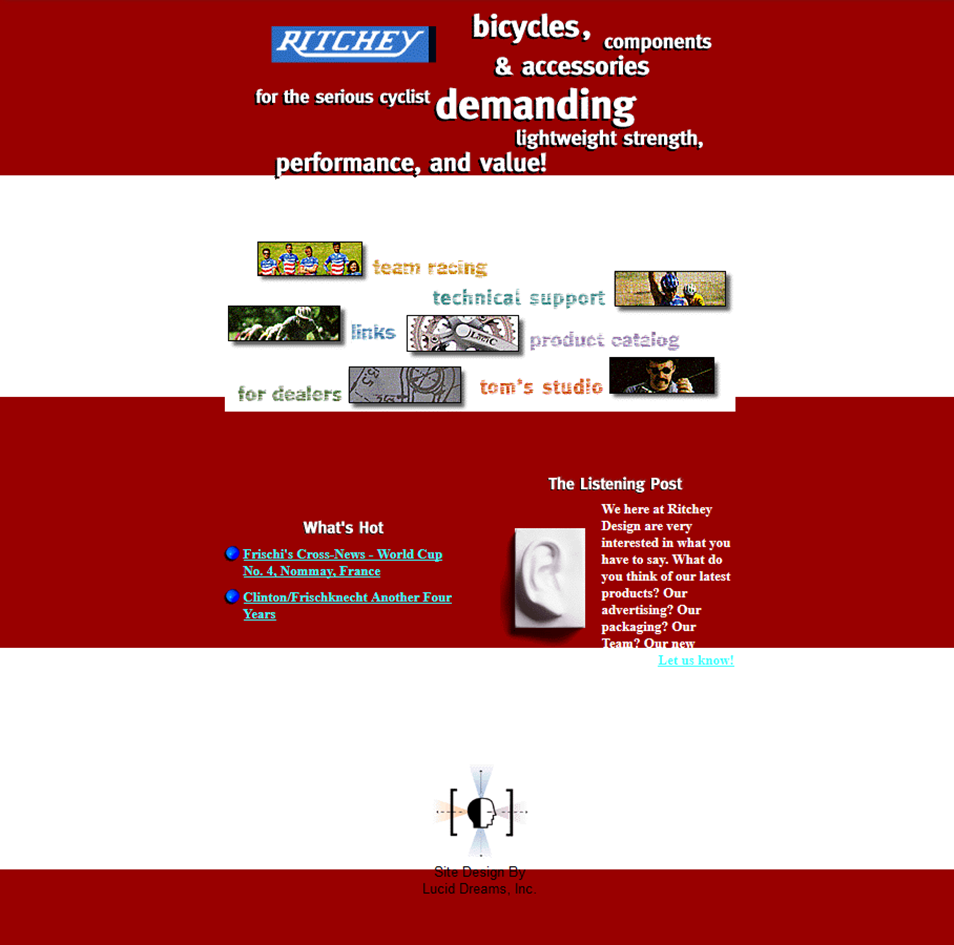 RITCHEY
bicycles,
components
& accessories
for the serious cyclist
demanding
lightweight strength,
performance, and value!
team racing
technical support
links
LOGIC
product catalog
for dealers
tom's studio
What's Hot
Frischi's Cross-News - World Cup
No. 4, Nommay, France
Clinton/Frischknecht Another Four
Years
The Listening Post
We here at Ritchey
Design are very
interested in what you
have to say. What do
you think of our latest
products? Our
advertising? Our
packaging? Our
Team? Our new
Let us know!
Site Design By
Lucid Dreams, Inc.